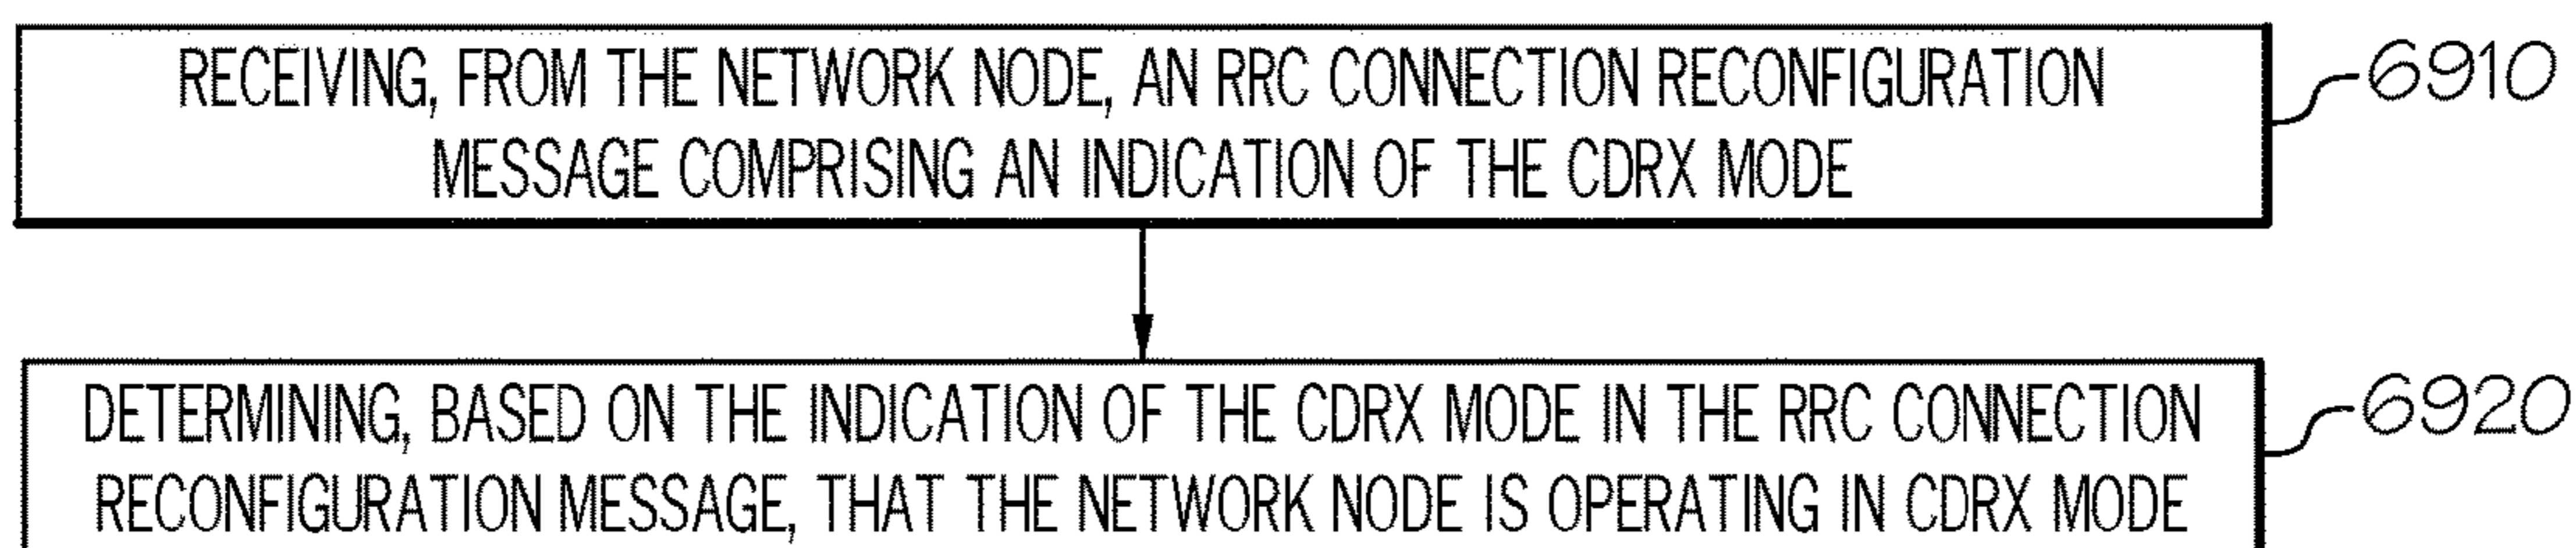 RECEIVING, FROM THE NETWORK NODE, AN RRC CONNECTION RECONFIGURATION
MESSAGE COMPRISING AN INDICATION OF THE CDRX MODE
6910
DETERMINING, BASED ON THE INDICATION OF THE CDRX MODE IN THE RRC CONNECTION
RECONFIGURATION MESSAGE, THAT THE NETWORK NODE IS OPERATING IN CDRX MODE
6920